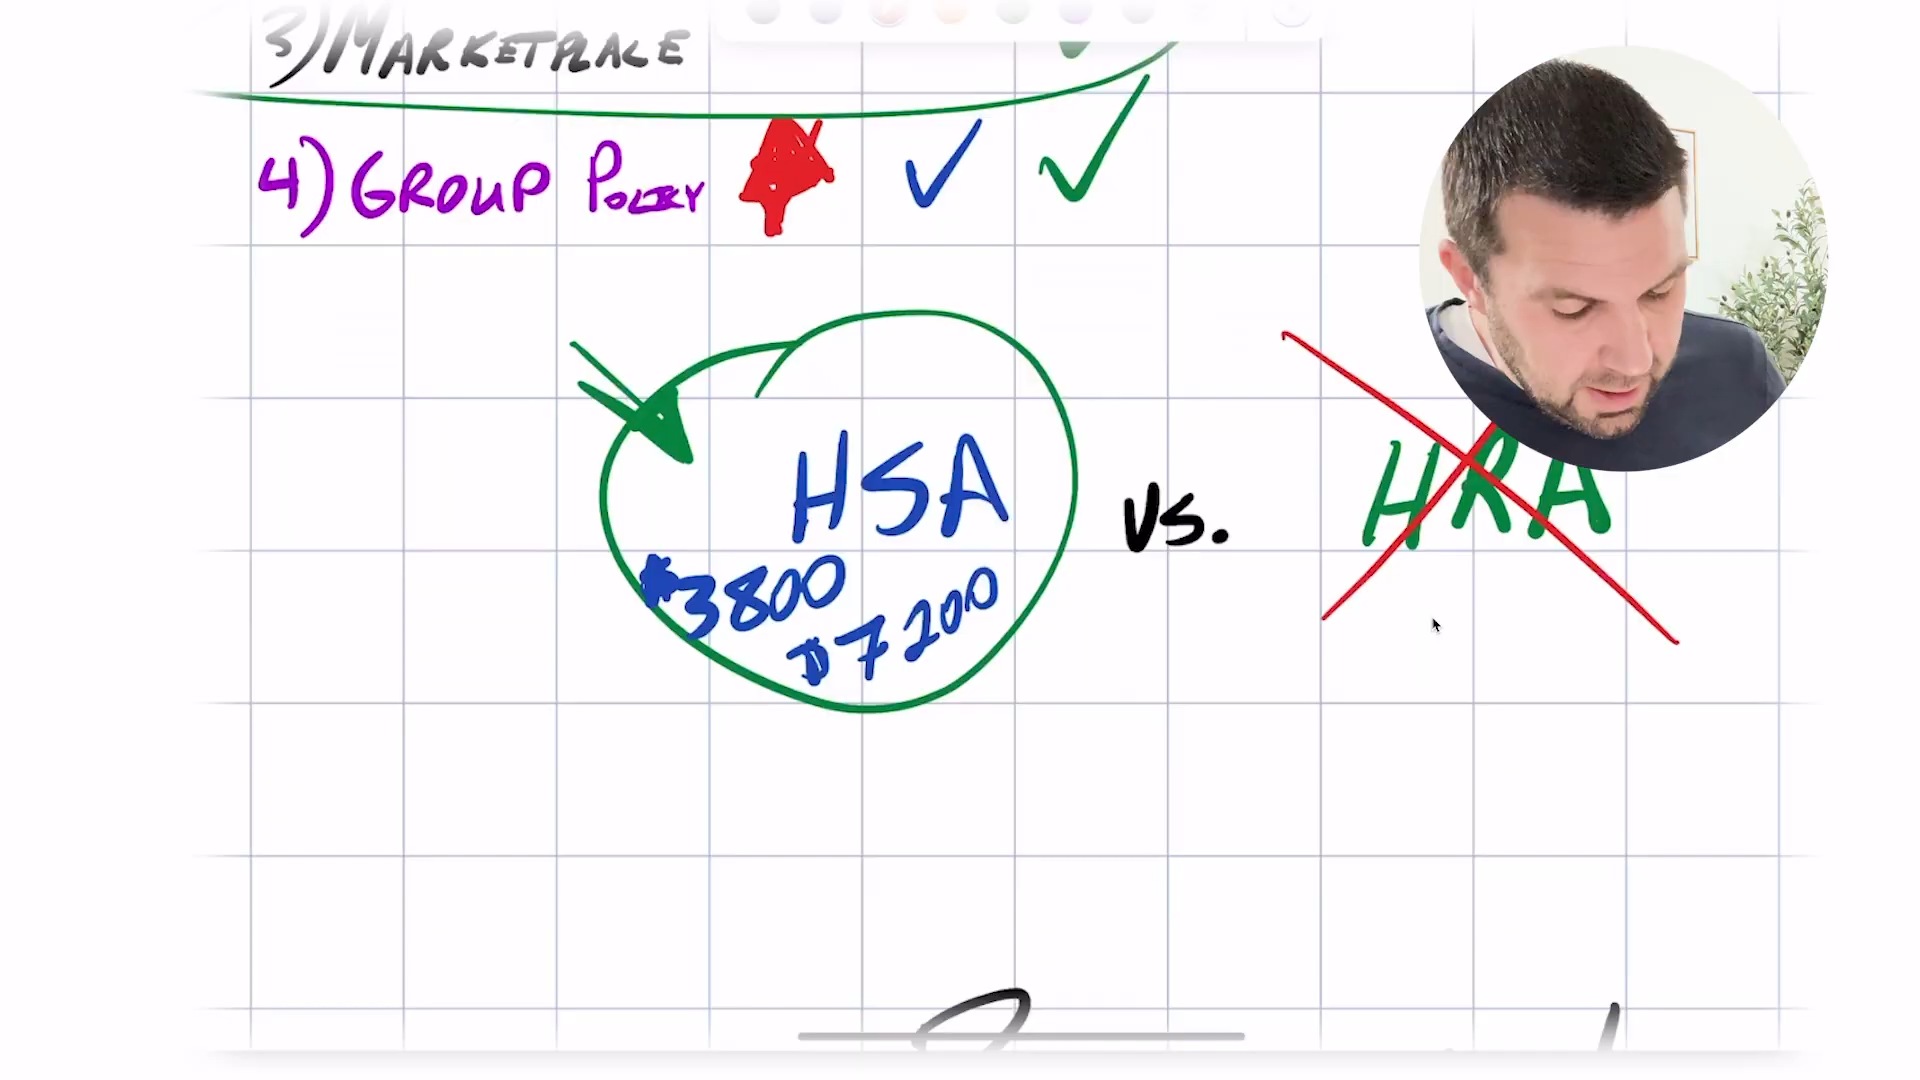 3) MARKETPLACE
4) GROUP POLICY
HSA vs. HRA
$3800
$7200